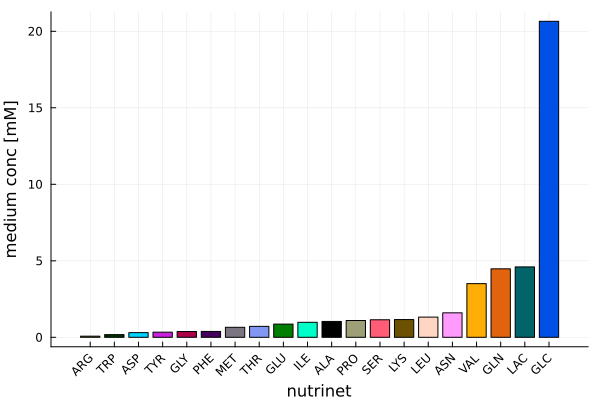 20
15
10
5
0
medium conc [mM]
ARG TRP ASP TYR GLY PHE MET THR GLU ILE ALA PRO SER LYS LEU ASN VAL GLN LAC GLC
nutrinet